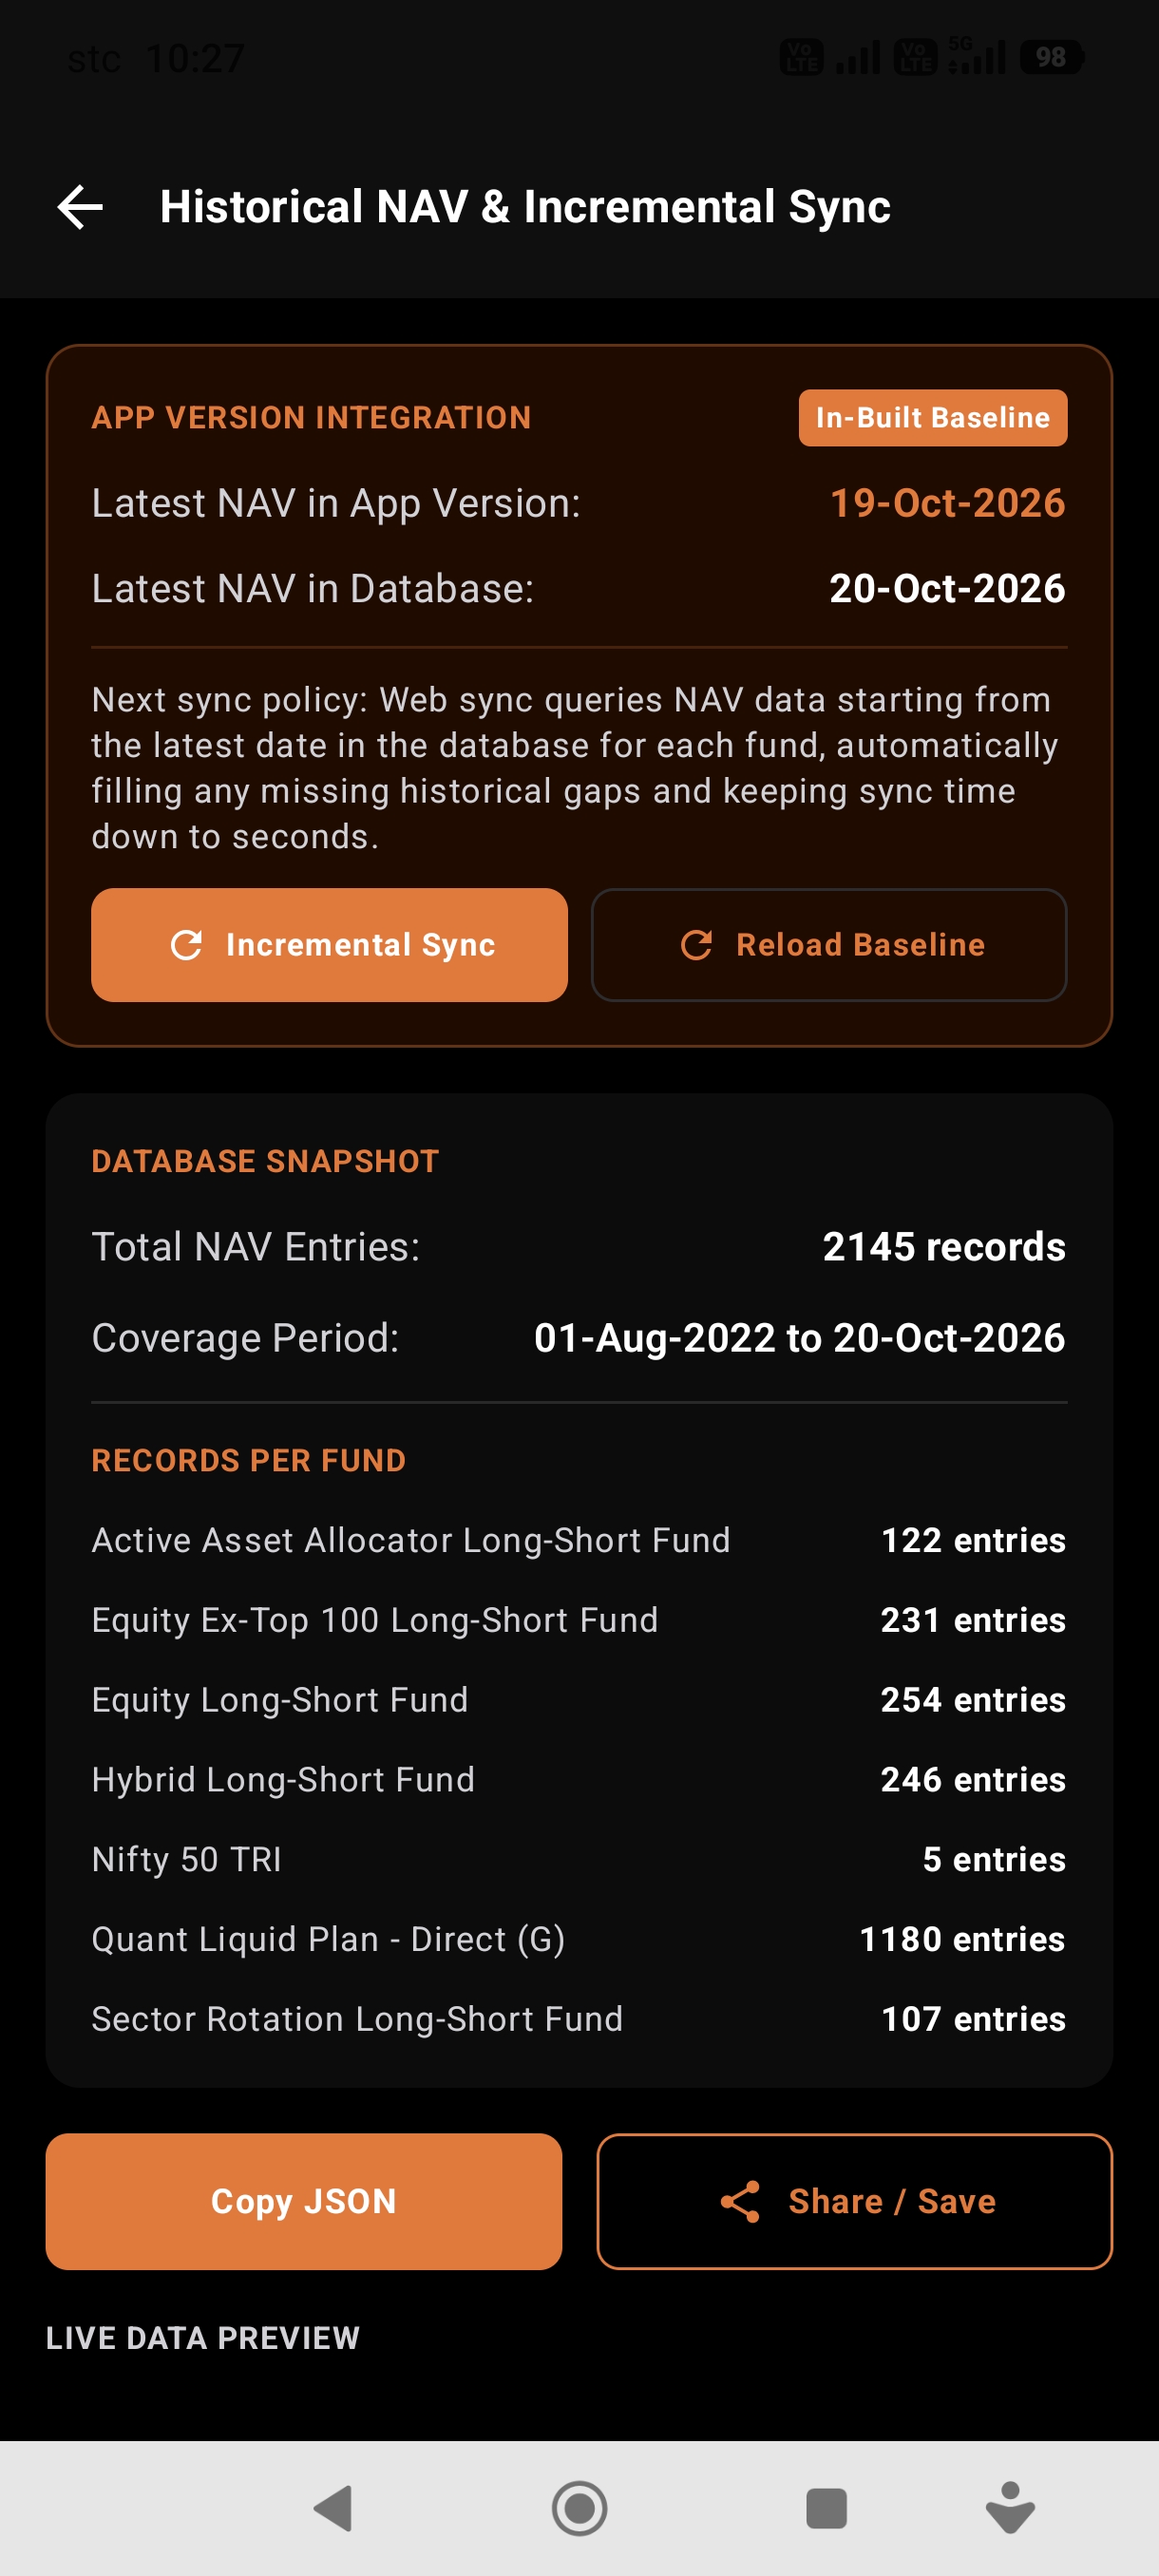 stc 10:27
Vo LTE Vo LTE 5G 98
Historical NAV & Incremental Sync
APP VERSION INTEGRATION In-Built Baseline
Latest NAV in App Version: 19-Oct-2026
Latest NAV in Database: 20-Oct-2026
Next sync policy: Web sync queries NAV data starting from
the latest date in the database for each fund, automatically
filling any missing historical gaps and keeping sync time
down to seconds.
Incremental Sync Reload Baseline
DATABASE SNAPSHOT
Total NAV Entries: 2145 records
Coverage Period: 01-Aug-2022 to 20-Oct-2026
RECORDS PER FUND
Active Asset Allocator Long-Short Fund 122 entries
Equity Ex-Top 100 Long-Short Fund 231 entries
Equity Long-Short Fund 254 entries
Hybrid Long-Short Fund 246 entries
Nifty 50 TRI 5 entries
Quant Liquid Plan - Direct (G) 1180 entries
Sector Rotation Long-Short Fund 107 entries
Copy JSON Share / Save
LIVE DATA PREVIEW